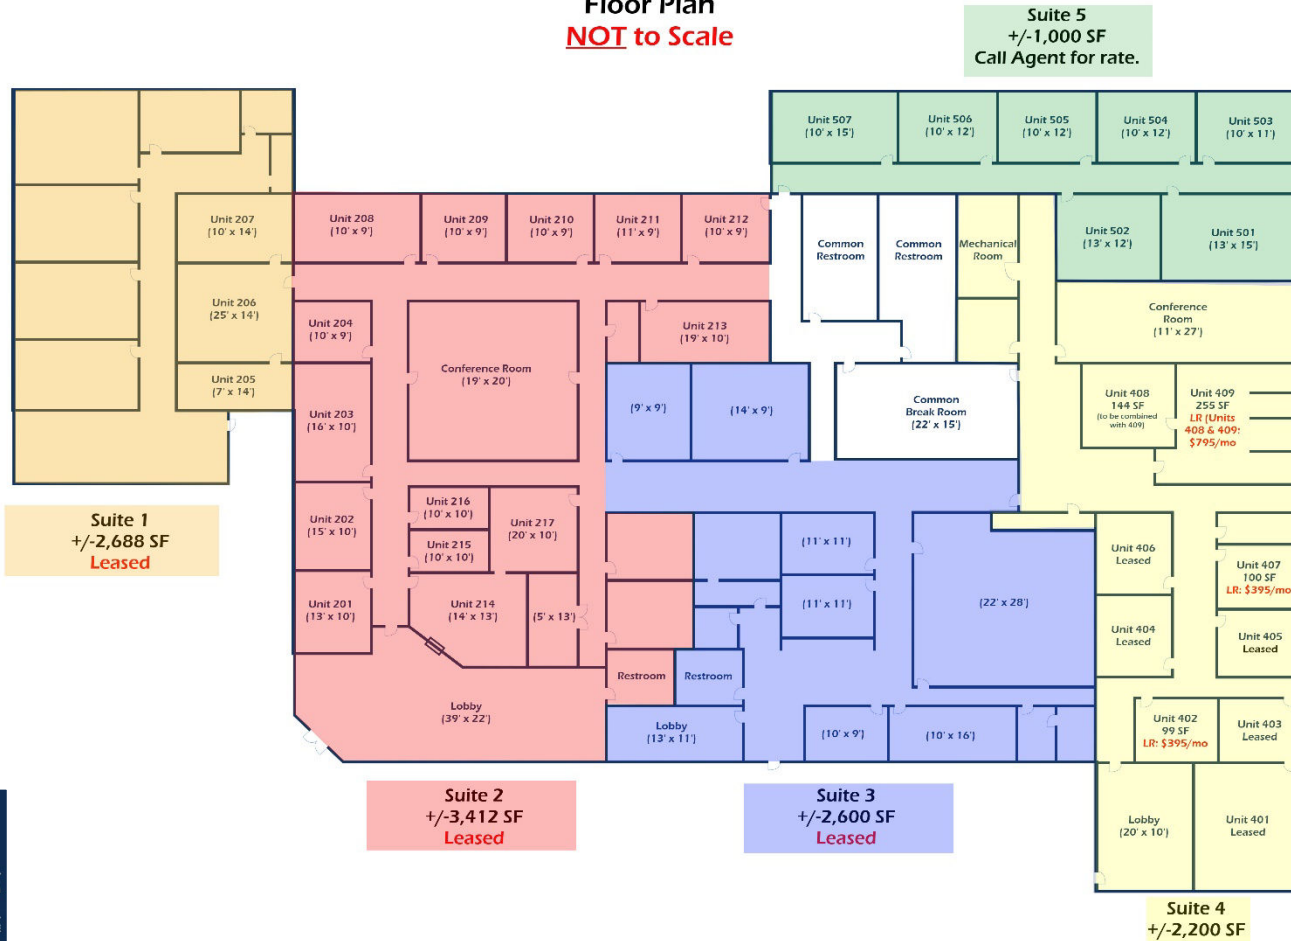 Floor Plan
NOT to Scale
Suite 5
+/-1,000 SF
Call Agent for rate.
Unit 507
(10' x 15')
Unit 506
(10' x 12')
Unit 505
(10' x 12')
Unit 504
(10' x 12')
Unit 503
(10' x 11')
Unit 207
(10' x 14')
Unit 208
(10' x 9')
Unit 209
(10' x 9')
Unit 210
(10' x 9')
Unit 211
(11' x 9')
Unit 212
(10' x 9')
Common
Restroom
Common
Restroom
Mechanical
Room
Unit 502
(13' x 12')
Unit 501
(13' x 15')
Unit 206
(25' x 14')
Unit 204
(10' x 9')
Unit 213
(19' x 10')
Conference
Room
(11' x 27')
Unit 205
(7' x 14')
Conference Room
(19' x 20')
Unit 203
(16' x 10')
(9' x 9')
(14' x 9')
Common
Break Room
(22' x 15')
Unit 408
144 SF
(to be combined
with 409)
Unit 409
255 SF
LR (Units
408 & 409:
$795/mo
Suite 1
+/-2,688 SF
Leased
Unit 202
(15' x 10')
Unit 216
(10' x 10')
Unit 217
(20' x 10')
Unit 215
(10' x 10')
(11' x 11')
Unit 406
Leased
Unit 407
100 SF
LR: $395/mo
Unit 201
(13' x 10')
Unit 214
(14' x 13')
(5' x 13')
(11' x 11')
(22' x 28')
Unit 404
Leased
Unit 405
Leased
Restroom
Restroom
Lobby
(39' x 22')
Lobby
(13' x 11')
(10' x 9')
(10' x 16')
Unit 402
99 SF
LR: $395/mo
Unit 403
Leased
Suite 2
+/-3,412 SF
Leased
Suite 3
+/-2,600 SF
Leased
Lobby
(20' x 10')
Unit 401
Leased
Suite 4
+/-2,200 SF